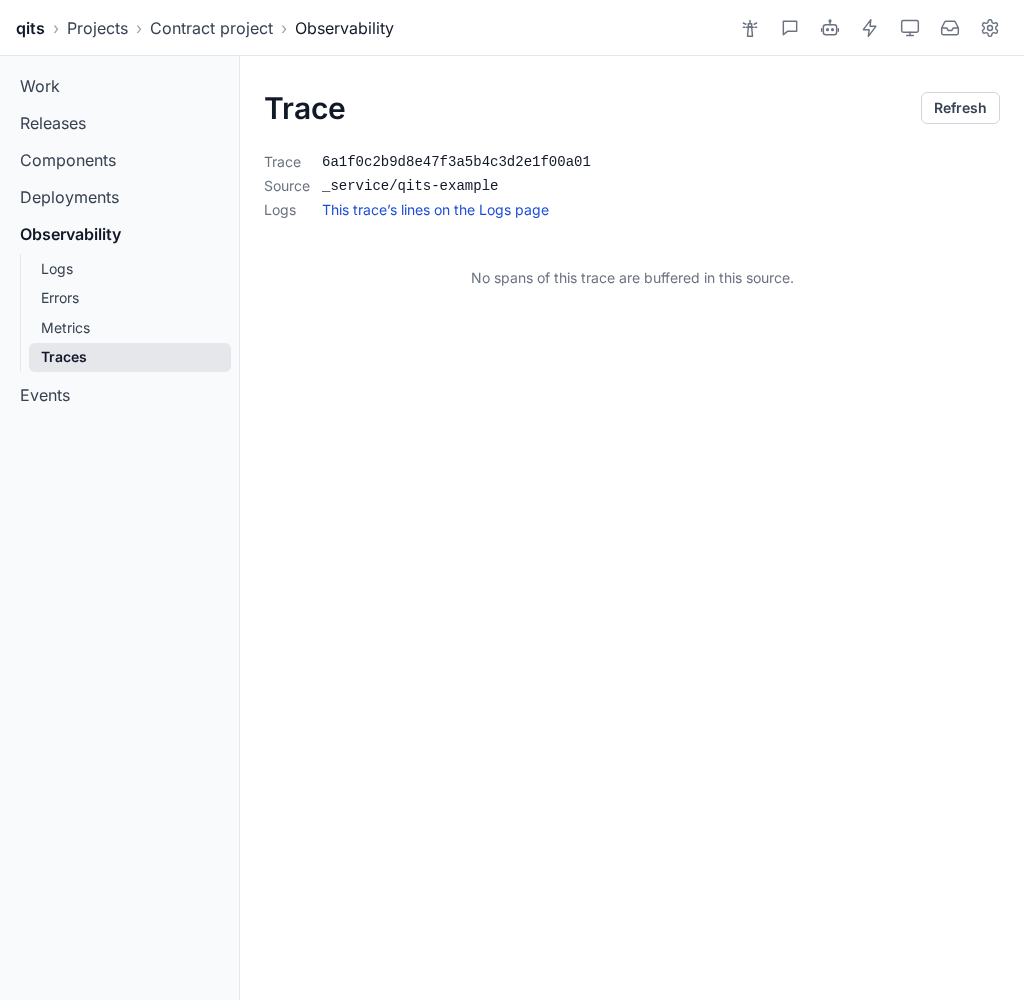 qits › Projects › Contract project › Observability
Work
Releases
Components
Deployments
Observability
Logs
Errors
Metrics
Traces
Events
Trace
Refresh
Trace 6a1f0c2b9d8e47f3a5b4c3d2e1f00a01
Source _service/qits-example
Logs This trace’s lines on the Logs page
No spans of this trace are buffered in this source.